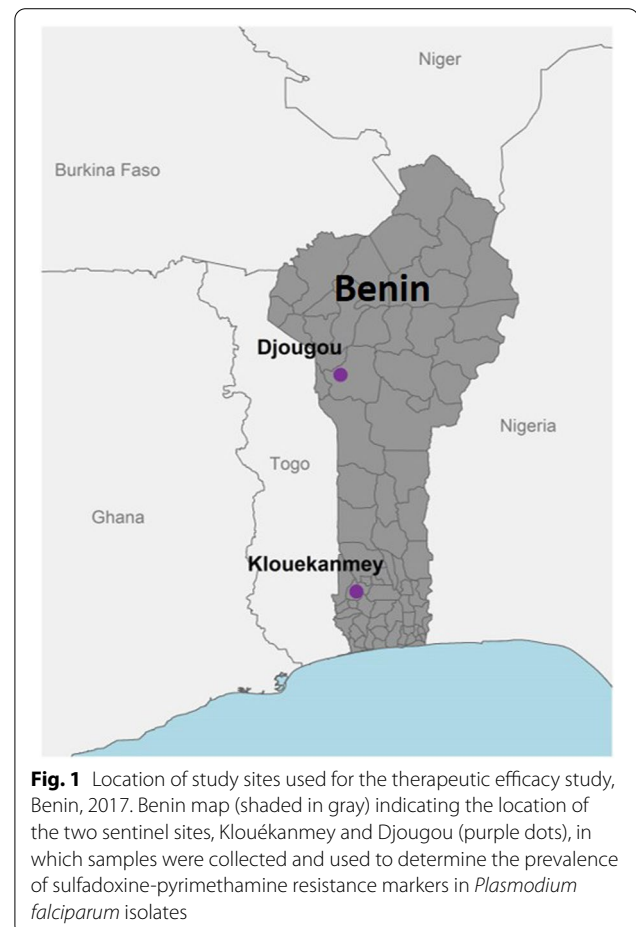 Niger
Burkina Faso
Benin
Djougou
Nigeria
Togo
Ghana
Klouekanmey
Fig. 1 Location of study sites used for the therapeutic efficacy study,
Benin, 2017. Benin map (shaded in gray) indicating the location of
the two sentinel sites, Klouékanmey and Djougou (purple dots), in
which samples were collected and used to determine the prevalence
of sulfadoxine-pyrimethamine resistance markers in Plasmodium
falciparum isolates